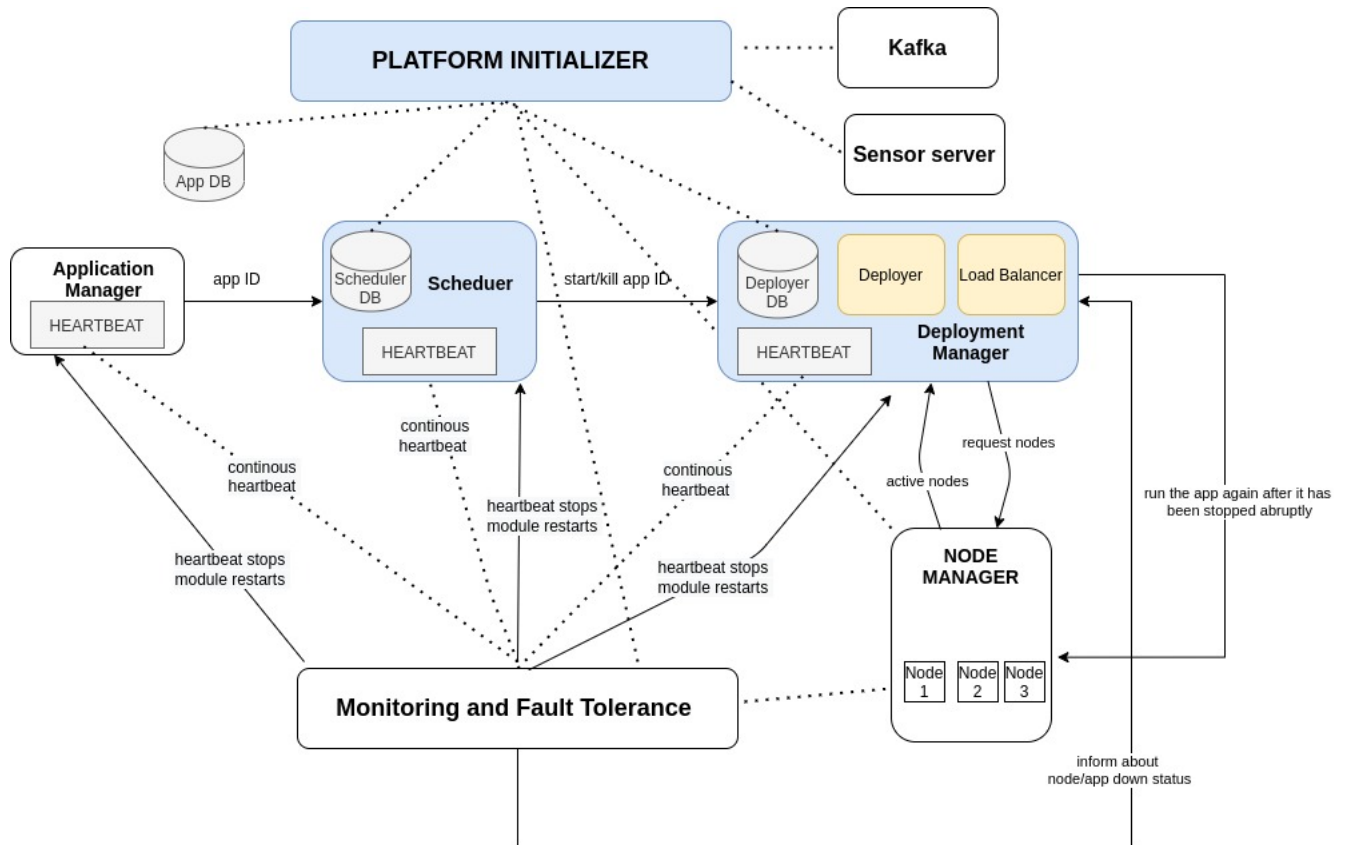 PLATFORM INITIALIZER
Kafka
Sensor server
App DB
Application
Manager
HEARTBEAT
app ID
Scheduler
DB
Scheduer
HEARTBEAT
start/kill app ID
Deployer
DB
Deployer
Load Balancer
HEARTBEAT
Deployment
Manager
continous
heartbeat
continous
heartbeat
continous
heartbeat
request nodes
active nodes
run the app again after it has
been stopped abruptly
heartbeat stops
module restarts
heartbeat stops
module restarts
heartbeat stops
module restarts
NODE
MANAGER
Node
1
Node
2
Node
3
Monitoring and Fault Tolerance
inform about
node/app down status